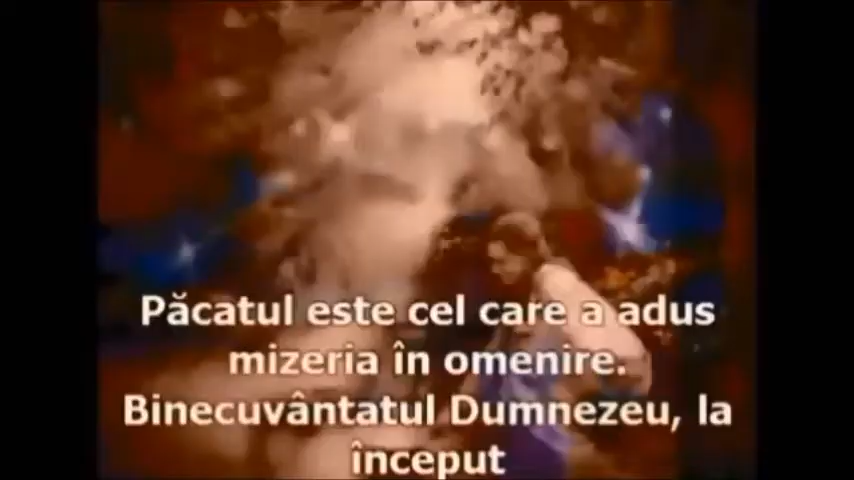 Păcatul este cel care a adus
mizeria în omenire.
Binecuvântatul Dumnezeu, la
început